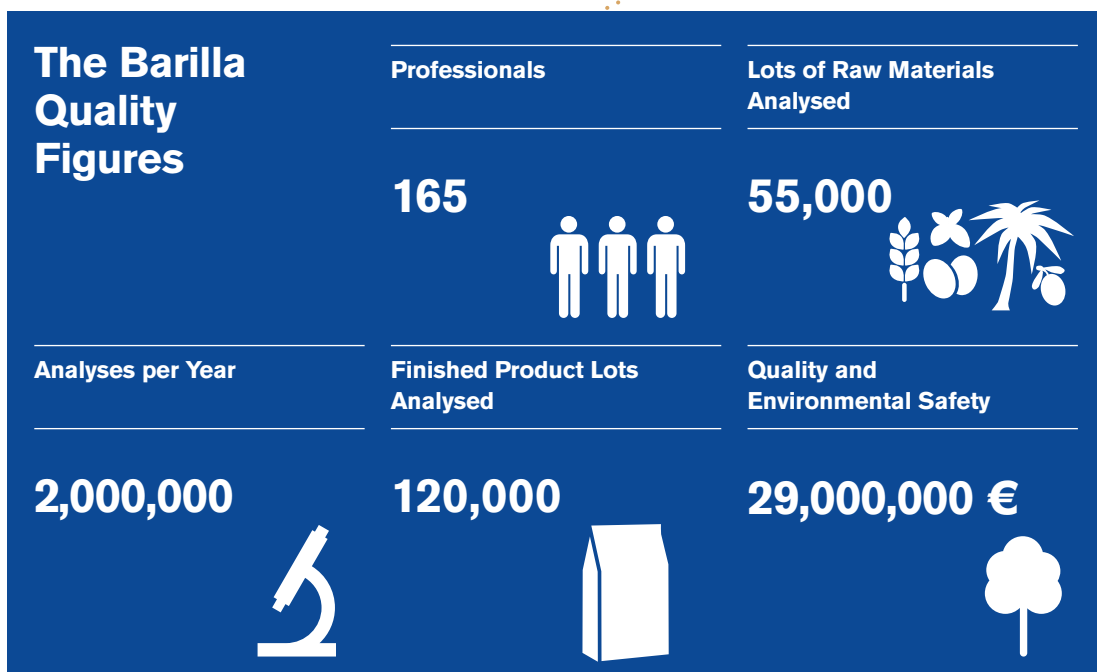 The Barilla
Quality
Figures
Professionals
165
Lots of Raw Materials
Analysed
55,000
Analyses per Year
2,000,000
Finished Product Lots
Analysed
120,000
Quality and
Environmental Safety
29,000,000 €